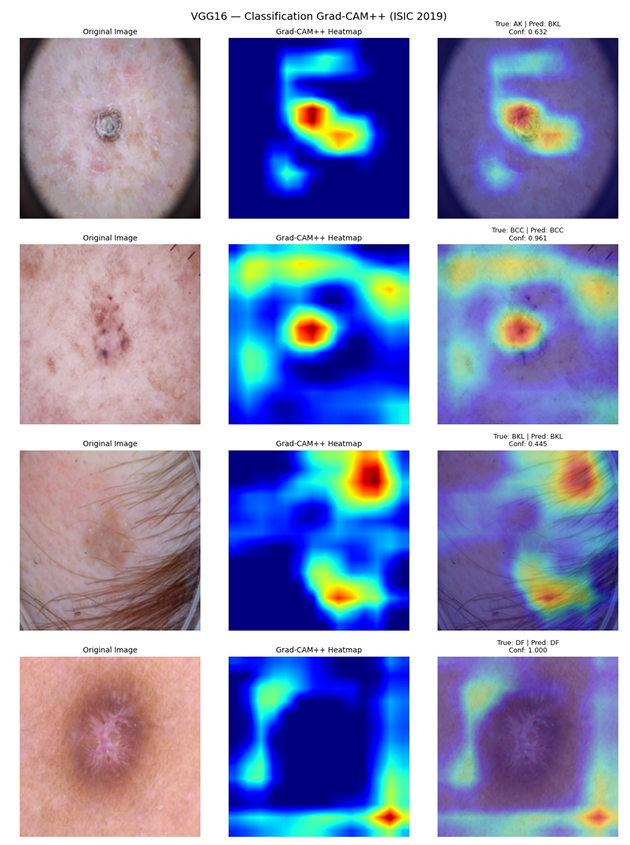 VGG16 — Classification Grad-CAM++ (ISIC 2019)
Original Image
Grad-CAM++ Heatmap
True: AK | Pred: BKL
Conf: 0.632
Original Image
Grad-CAM++ Heatmap
True: BCC | Pred: BCC
Conf: 0.961
Original Image
Grad-CAM++ Heatmap
True: BKL | Pred: BKL
Conf: 0.445
Original Image
Grad-CAM++ Heatmap
True: DF | Pred: DF
Conf: 1.000